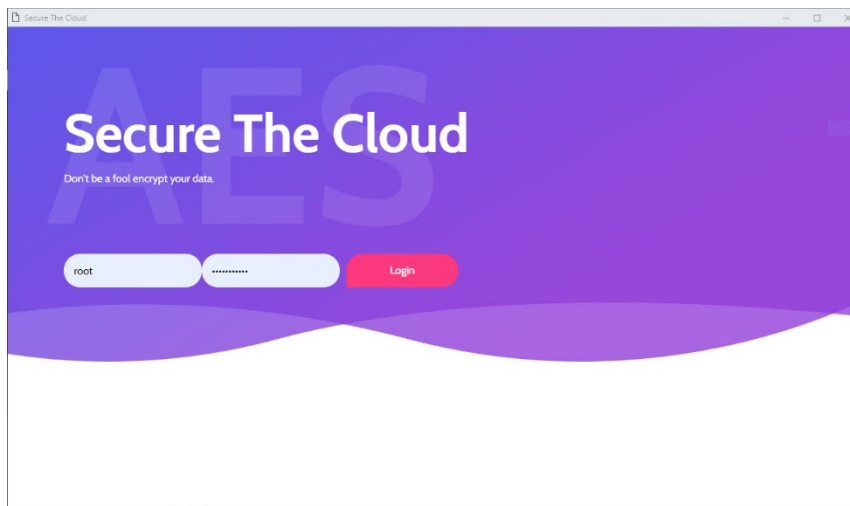 Secure The Cloud
AES
Secure The Cloud
Don't be a fool encrypt your data.
root
•••••••••••
Login